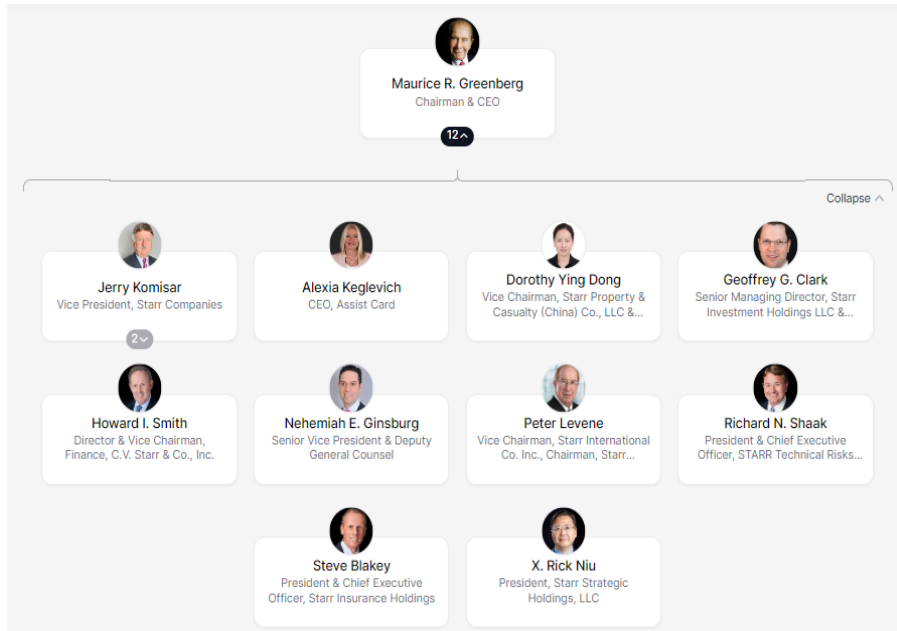 Maurice R. Greenberg
Chairman & CEO
12
Collapse
Jerry Komisar
Vice President, Starr Companies
2
Alexia Keglevich
CEO, Assist Card
Dorothy Ying Dong
Vice Chairman, Starr Property &
Casualty (China) Co., LLC &...
Geoffrey G. Clark
Senior Managing Director, Starr
Investment Holdings LLC &...
Howard I. Smith
Director & Vice Chairman,
Finance, C.V. Starr & Co., Inc.
Nehemiah E. Ginsburg
Senior Vice President & Deputy
General Counsel
Peter Levene
Vice Chairman, Starr International
Co. Inc., Chairman, Starr...
Richard N. Shaak
President & Chief Executive
Officer, STARR Technical Risks...
Steve Blakey
President & Chief Executive
Officer, Starr Insurance Holdings
X. Rick Niu
President, Starr Strategic
Holdings, LLC